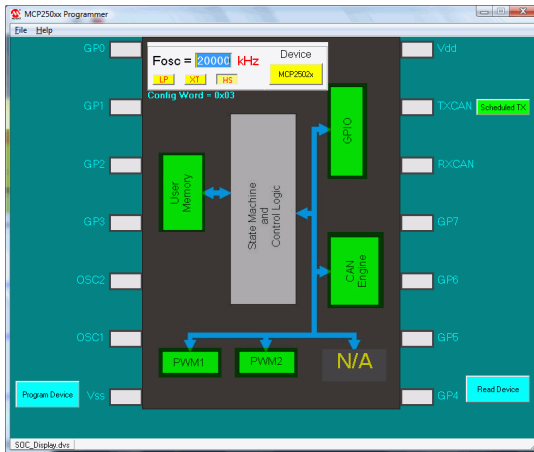 MCP250xx Programmer
File Help
GP0
GP1
GP2
GP3
OSC2
OSC1
Vss
Program Device
Fosc = 20000 kHz
LP XT HS
Device
MCP2502x
Config Word = 0x03
User
Memory
State Machine
and
Control Logic
GPIO
CAN
Engine
PWM1
PWM2
N/A
Vdd
TXCAN
Scheduled TX
RXCAN
GP7
GP6
GP5
GP4
Read Device
SOC_Display.dvs